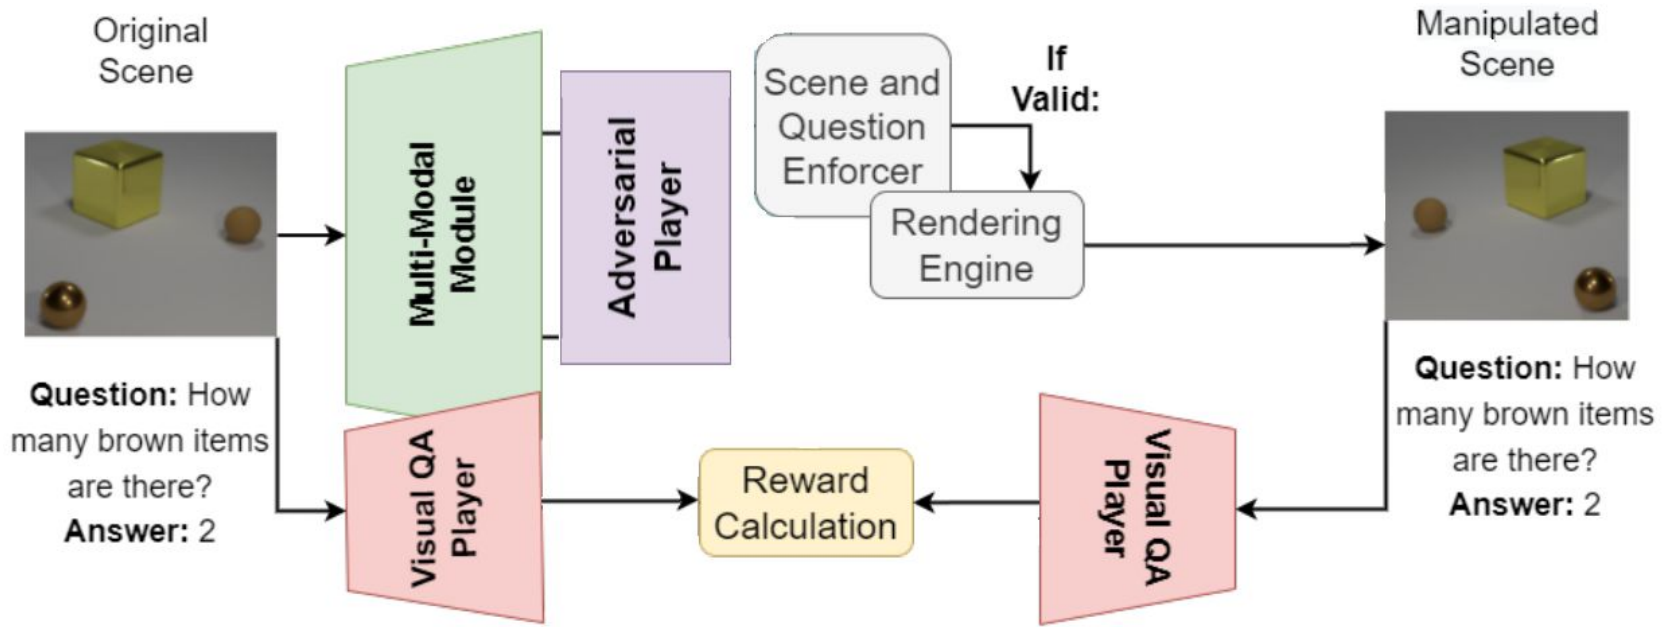 Original
Scene
Question: How
many brown items
are there?
Answer: 2
Multi-Modal
Module
Adversarial
Player
Visual QA
Player
Scene and
Question
Enforcer
If
Valid:
Rendering
Engine
Reward
Calculation
Visual QA
Player
Manipulated
Scene
Question: How
many brown items
are there?
Answer: 2